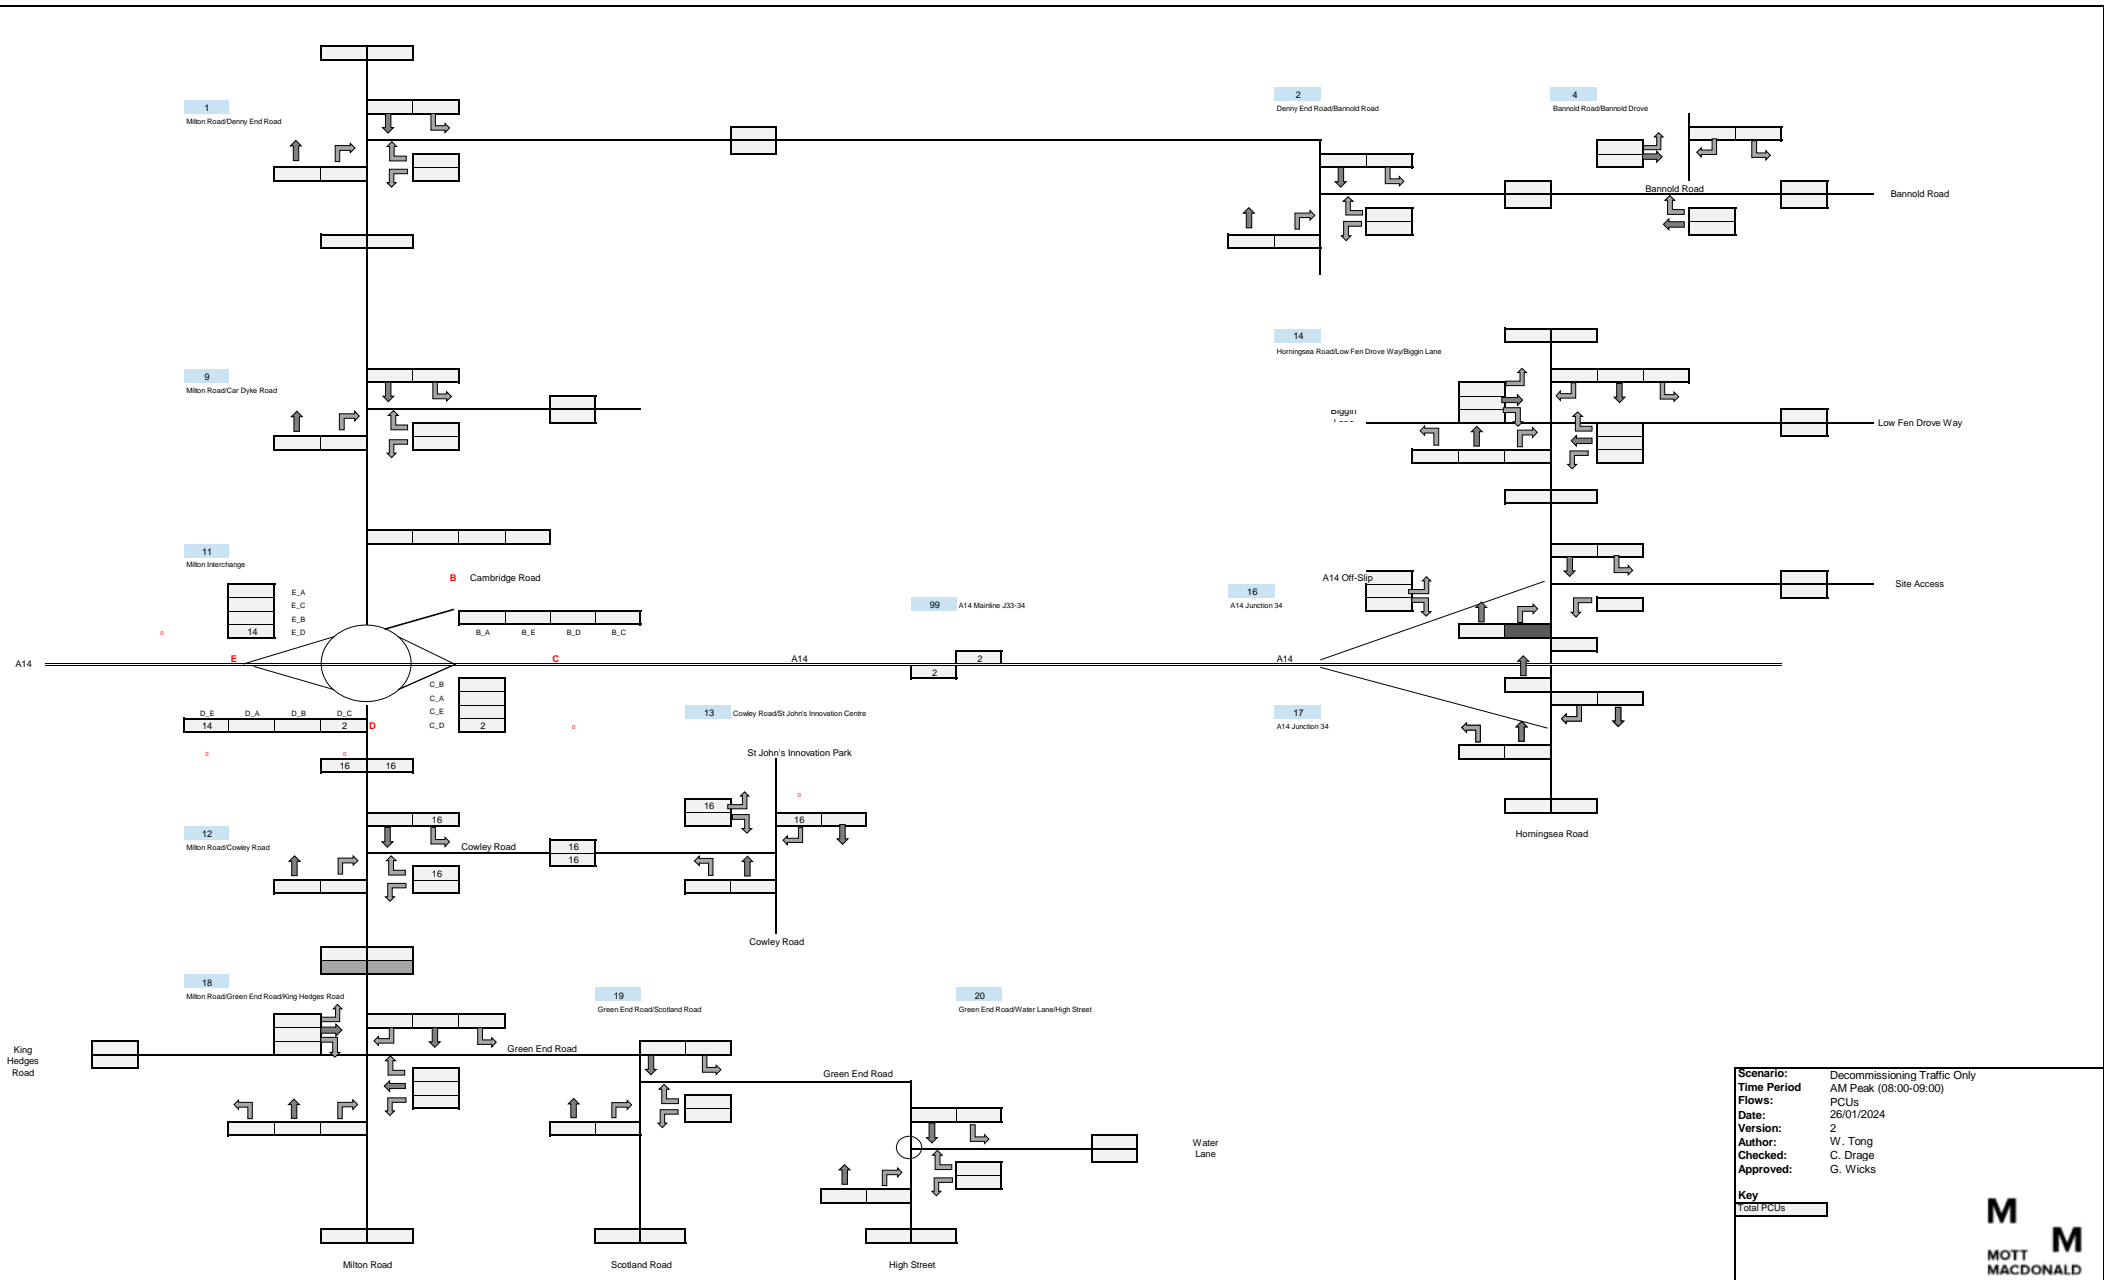 1
Milton Road/Denny End Road
2
Denny End Road/Bannold Road
4
Bannold Road/Bannold Drove
Bannold Road
Bannold Road
14
Horningsea Road/Low Fen Drove Way/Biggin Lane
9
Milton Road/Car Dyke Road
Biggin
Low Fen Drove Way
11
Milton Interchange
B Cambridge Road
E_A
E_C
E_B
14 E_D
0
B_A B_E B_D B_C
99 A14 Mainline J33-34
16
A14 Junction 34
A14 Off-Slip
Site Access
A14
E
C
A14
2
2
A14
C_B
C_A
C_E
C_D 2
0
D_E D_A D_B D_C
14 2 D
0 0
16 16
13 Cowley Road/St John's Innovation Centre
17
A14 Junction 34
St John's Innovation Park
0
16
16
Horningsea Road
12
Milton Road/Cowley Road
16
Cowley Road
16
16
16
Cowley Road
18
Milton Road/Green End Road/King Hedges Road
19
Green End Road/Scotland Road
20
Green End Road/Water Lane/High Street
King
Hedges
Road
Green End Road
Green End Road
Water
Lane
Milton Road
Scotland Road
High Street
Scenario: Decommissioning Traffic Only
Time Period AM Peak (08:00-09:00)
Flows: PCUs
Date: 26/01/2024
Version: 2
Author: W. Tong
Checked: C. Drage
Approved: G. Wicks
Key
Total PCUs
M
M
MOTT
MACDONALD